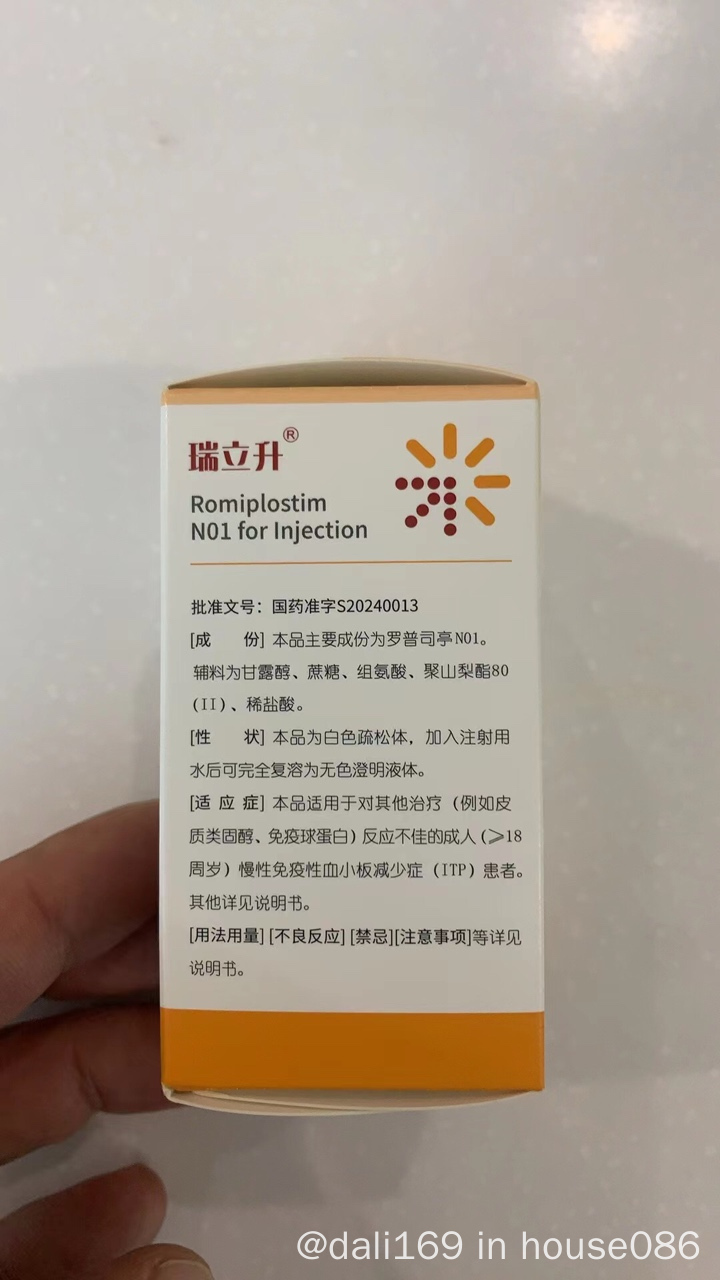 瑞立升®
Romiplostim
N01 for Injection
批准文号：国药准字S20240013
[成　　份] 本品主要成份为罗普司亭N01。
辅料为甘露醇、蔗糖、组氨酸、聚山梨酯80
(II)、稀盐酸。
[性　　状] 本品为白色疏松体，加入注射用
水后可完全复溶为无色澄明液体。
[适 应 症] 本品适用于对其他治疗（例如皮
质类固醇、免疫球蛋白）反应不佳的成人（≥18
周岁）慢性免疫性血小板减少症（ITP）患者。
其他详见说明书。
[用法用量] [不良反应] [禁忌][注意事项]等详见
说明书。
@dali169 in house086